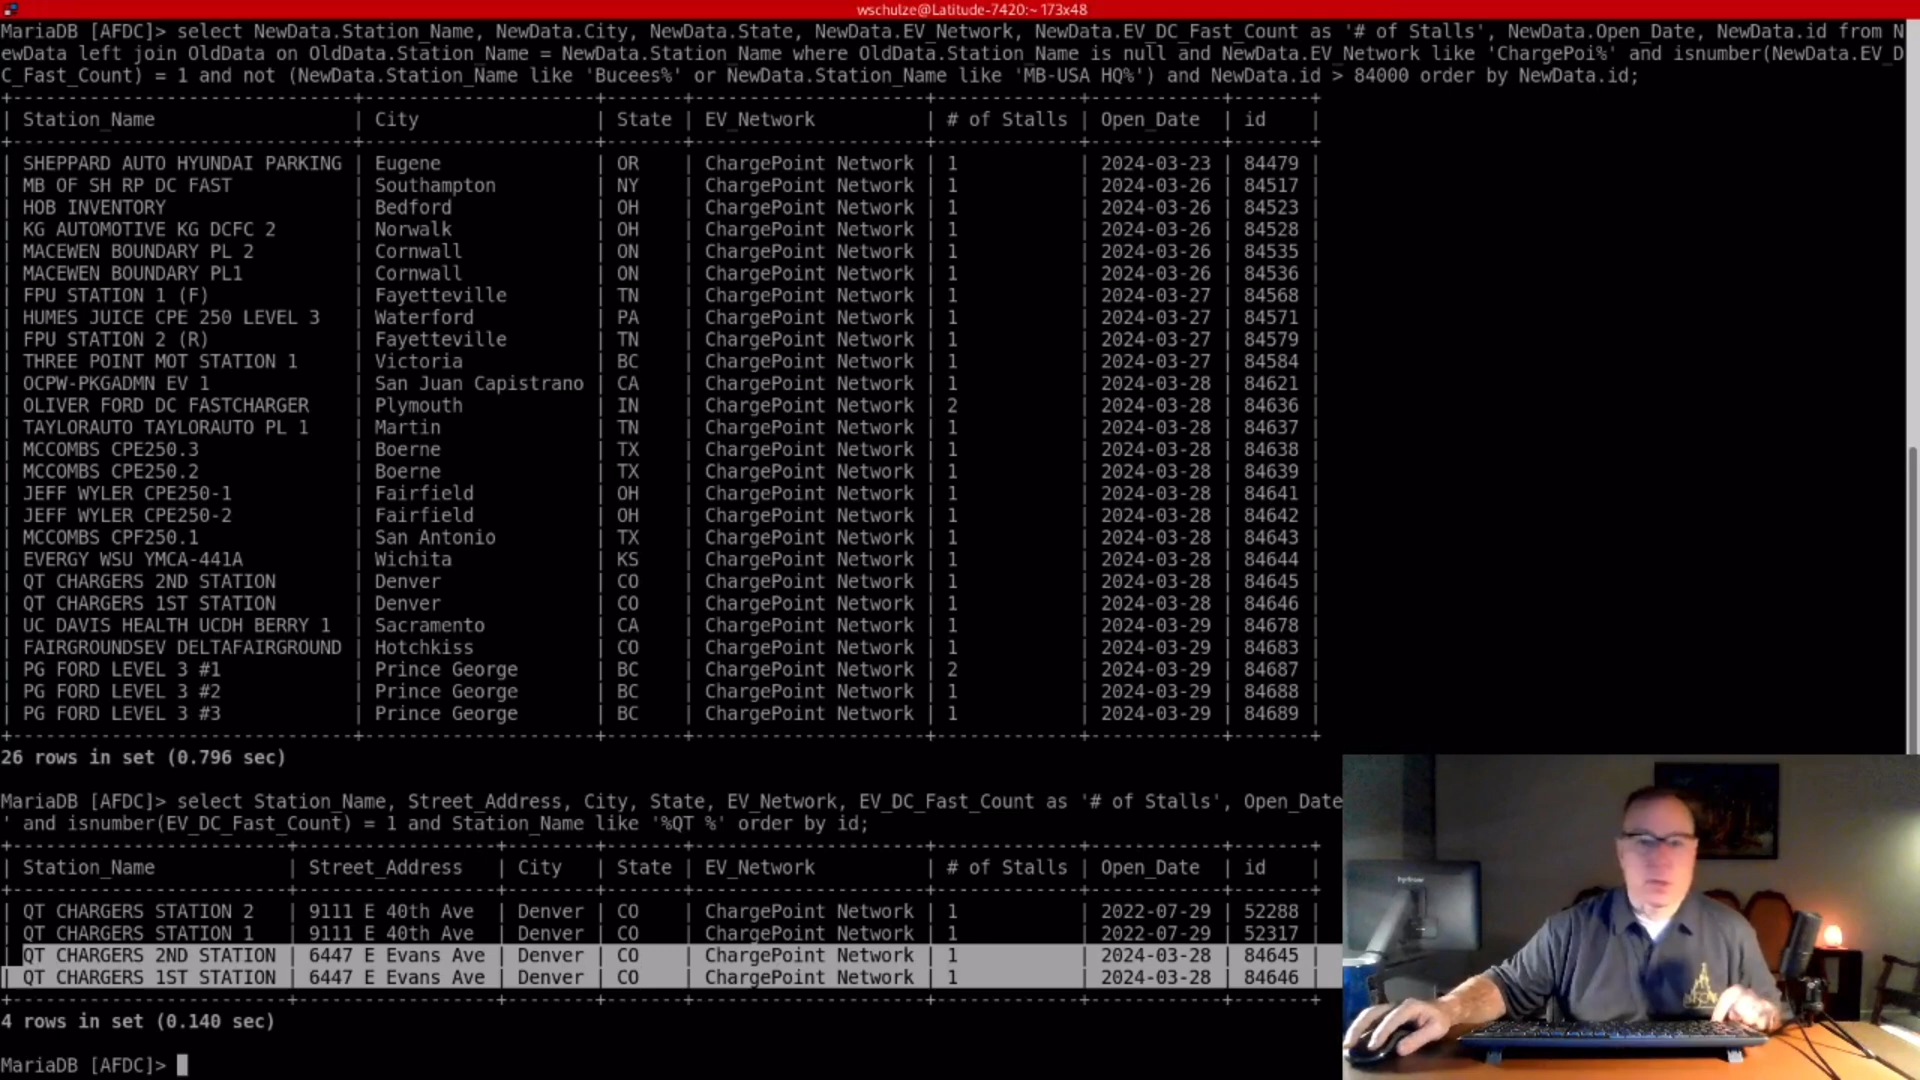 wschulze@Latitude-7420:~ 173x48
MariaDB [AFDC]> select NewData.Station_Name, NewData.City, NewData.State, NewData.EV_Network, NewData.EV_DC_Fast_Count as '# of Stalls', NewData.Open_Date, NewData.id from N
ewData left join OldData on OldData.Station_Name = NewData.Station_Name where OldData.Station_Name is null and NewData.EV_Network like 'ChargePoi%' and isnumber(NewData.EV_D
C_Fast_Count) = 1 and not (NewData.Station_Name like 'Bucees%' or NewData.Station_Name like 'MB-USA HQ%') and NewData.id > 84000 order by NewData.id;
| Station_Name | City | State | EV_Network | # of Stalls | Open_Date | id |
| SHEPPARD AUTO HYUNDAI PARKING | Eugene | OR | ChargePoint Network | 1 | 2024-03-23 | 84479 |
| MB OF SH RP DC FAST | Southampton | NY | ChargePoint Network | 1 | 2024-03-26 | 84517 |
| HOB INVENTORY | Bedford | OH | ChargePoint Network | 1 | 2024-03-26 | 84523 |
| KG AUTOMOTIVE KG DCFC 2 | Norwalk | OH | ChargePoint Network | 1 | 2024-03-26 | 84528 |
| MACEWEN BOUNDARY PL 2 | Cornwall | ON | ChargePoint Network | 1 | 2024-03-26 | 84535 |
| MACEWEN BOUNDARY PL1 | Cornwall | ON | ChargePoint Network | 1 | 2024-03-26 | 84536 |
| FPU STATION 1 (F) | Fayetteville | TN | ChargePoint Network | 1 | 2024-03-27 | 84568 |
| HUMES JUICE CPE 250 LEVEL 3 | Waterford | PA | ChargePoint Network | 1 | 2024-03-27 | 84571 |
| FPU STATION 2 (R) | Fayetteville | TN | ChargePoint Network | 1 | 2024-03-27 | 84579 |
| THREE POINT MOT STATION 1 | Victoria | BC | ChargePoint Network | 1 | 2024-03-27 | 84584 |
| OCPW-PKGADMN EV 1 | San Juan Capistrano | CA | ChargePoint Network | 1 | 2024-03-28 | 84621 |
| OLIVER FORD DC FASTCHARGER | Plymouth | IN | ChargePoint Network | 2 | 2024-03-28 | 84636 |
| TAYLORAUTO TAYLORAUTO PL 1 | Martin | TN | ChargePoint Network | 1 | 2024-03-28 | 84637 |
| MCCOMBS CPE250.3 | Boerne | TX | ChargePoint Network | 1 | 2024-03-28 | 84638 |
| MCCOMBS CPE250.2 | Boerne | TX | ChargePoint Network | 1 | 2024-03-28 | 84639 |
| JEFF WYLER CPE250-1 | Fairfield | OH | ChargePoint Network | 1 | 2024-03-28 | 84641 |
| JEFF WYLER CPE250-2 | Fairfield | OH | ChargePoint Network | 1 | 2024-03-28 | 84642 |
| MCCOMBS CPF250.1 | San Antonio | TX | ChargePoint Network | 1 | 2024-03-28 | 84643 |
| EVERGY WSU YMCA-441A | Wichita | KS | ChargePoint Network | 1 | 2024-03-28 | 84644 |
| QT CHARGERS 2ND STATION | Denver | CO | ChargePoint Network | 1 | 2024-03-28 | 84645 |
| QT CHARGERS 1ST STATION | Denver | CO | ChargePoint Network | 1 | 2024-03-28 | 84646 |
| UC DAVIS HEALTH UCDH BERRY 1 | Sacramento | CA | ChargePoint Network | 1 | 2024-03-29 | 84678 |
| FAIRGROUNDSEV DELTAFAIRGROUND | Hotchkiss | CO | ChargePoint Network | 1 | 2024-03-29 | 84683 |
| PG FORD LEVEL 3 #1 | Prince George | BC | ChargePoint Network | 2 | 2024-03-29 | 84687 |
| PG FORD LEVEL 3 #2 | Prince George | BC | ChargePoint Network | 1 | 2024-03-29 | 84688 |
| PG FORD LEVEL 3 #3 | Prince George | BC | ChargePoint Network | 1 | 2024-03-29 | 84689 |
26 rows in set (0.796 sec)
MariaDB [AFDC]> select Station_Name, Street_Address, City, State, EV_Network, EV_DC_Fast_Count as '# of Stalls', Open_Date
' and isnumber(EV_DC_Fast_Count) = 1 and Station_Name like '%QT %' order by id;
| Station_Name | Street_Address | City | State | EV_Network | # of Stalls | Open_Date | id |
| QT CHARGERS STATION 2 | 9111 E 40th Ave | Denver | CO | ChargePoint Network | 1 | 2022-07-29 | 52288 |
| QT CHARGERS STATION 1 | 9111 E 40th Ave | Denver | CO | ChargePoint Network | 1 | 2022-07-29 | 52317 |
| QT CHARGERS 2ND STATION | 6447 E Evans Ave | Denver | CO | ChargePoint Network | 1 | 2024-03-28 | 84645 |
| QT CHARGERS 1ST STATION | 6447 E Evans Ave | Denver | CO | ChargePoint Network | 1 | 2024-03-28 | 84646 |
4 rows in set (0.140 sec)
MariaDB [AFDC]>